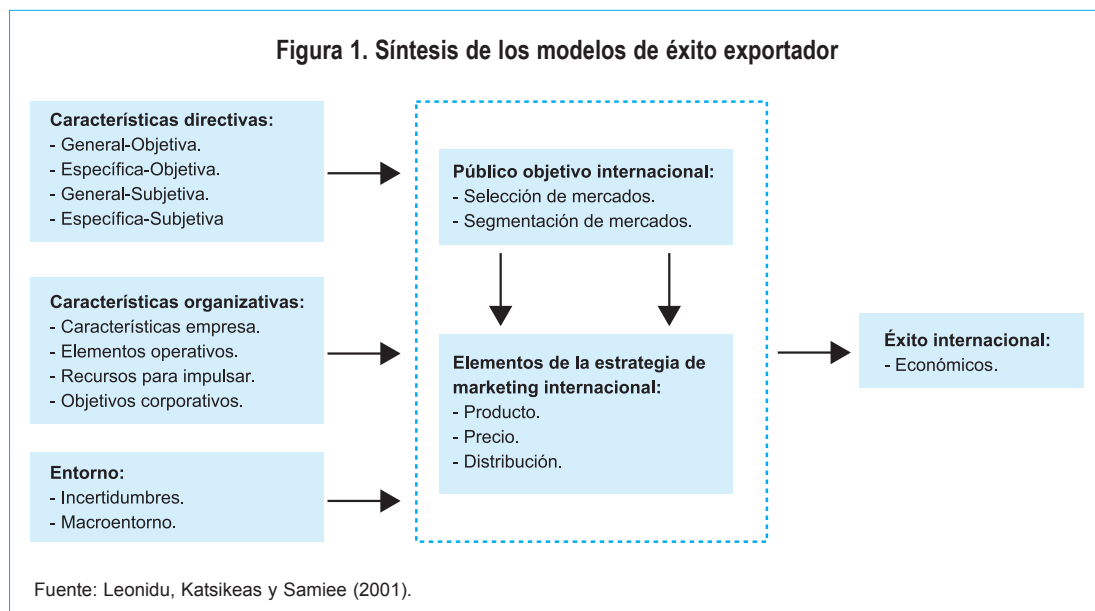 Figura 1. Síntesis de los modelos de éxito exportador
Características directivas:
- General-Objetiva.
- Específica-Objetiva.
- General-Subjetiva.
- Específica-Subjetiva
Características organizativas:
- Características empresa.
- Elementos operativos.
- Recursos para impulsar.
- Objetivos corporativos.
Entorno:
- Incertidumbres.
- Macroentorno.
Público objetivo internacional:
- Selección de mercados.
- Segmentación de mercados.
Elementos de la estrategia de
marketing internacional:
- Producto.
- Precio.
- Distribución.
Éxito internacional:
- Económicos.
Fuente: Leonidu, Katsikeas y Samiee (2001).